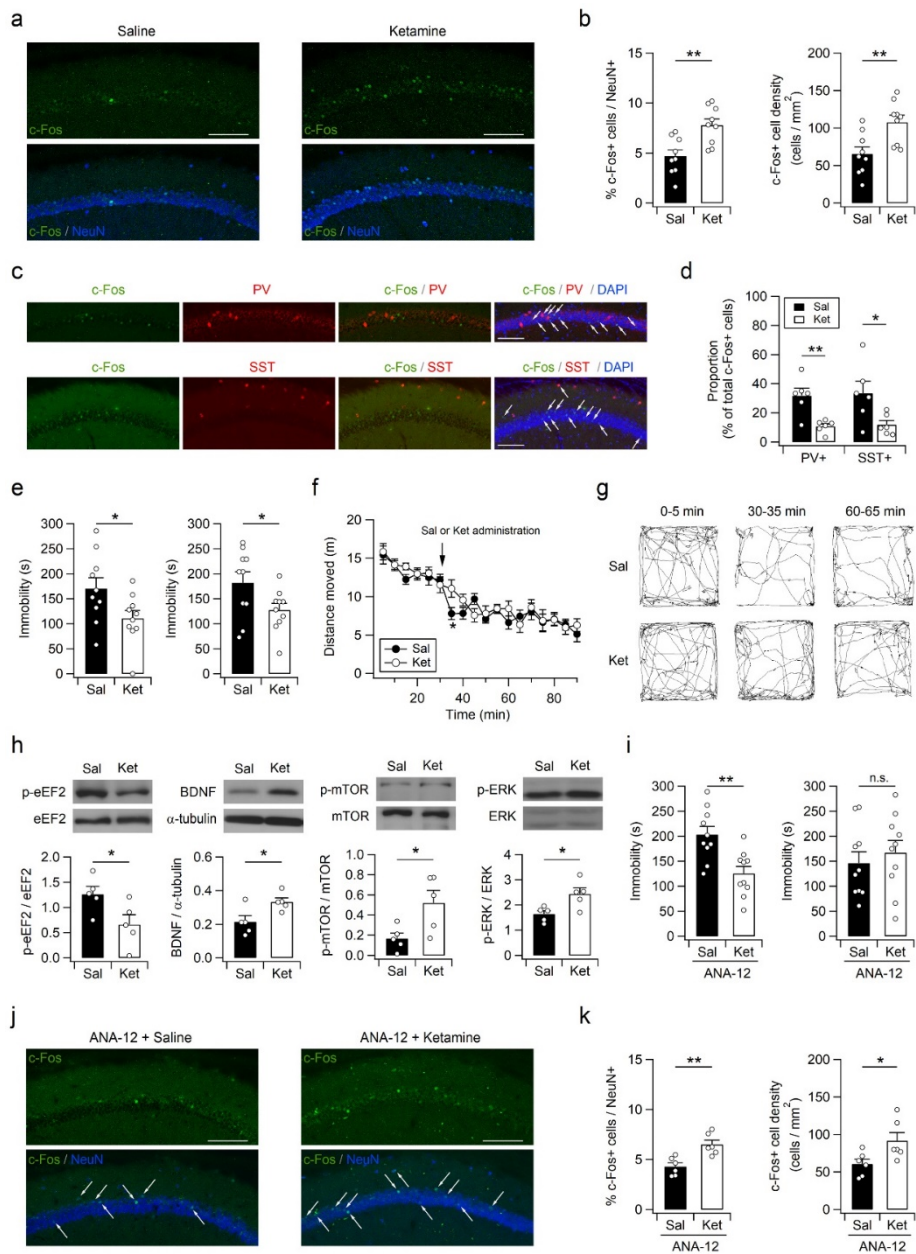 a
Saline
Ketamine
c-Fos
c-Fos
c-Fos / NeuN
c-Fos / NeuN
b
% c-Fos+ cells / NeuN+
15
10
5
0
**
Sal
Ket
c-Fos+ cell density
(cells / mm²)
200
150
100
50
0
**
Sal
Ket
c
c-Fos
PV
c-Fos / PV
c-Fos / PV / DAPI
c-Fos
SST
c-Fos / SST
c-Fos / SST / DAPI
d
Proportion
(% of total c-Fos+ cells)
100
80
60
40
20
0
Sal
Ket
**
*
PV+
SST+
e
Immobility (s)
300
250
200
150
100
50
0
*
Sal
Ket
Immobility (s)
300
250
200
150
100
50
0
*
Sal
Ket
f
Distance moved (m)
20
15
10
5
0
Sal or Ket administration
*
Sal
Ket
20
40
60
80
Time (min)
g
0-5 min
30-35 min
60-65 min
Sal
Ket
h
Sal
Ket
p-eEF2
eEF2
p-eEF2 / eEF2
2.0
1.5
1.0
0.5
0
*
Sal
Ket
Sal
Ket
BDNF
α-tubulin
BDNF / α-tubulin
0.6
0.4
0.2
0
*
Sal
Ket
Sal
Ket
p-mTOR
mTOR
p-mTOR / mTOR
1.0
0.8
0.6
0.4
0.2
0
*
Sal
Ket
Sal
Ket
p-ERK
ERK
p-ERK / ERK
4
2
0
*
Sal
Ket
i
Immobility (s)
300
250
200
150
100
50
0
**
Sal
Ket
ANA-12
Immobility (s)
300
250
200
150
100
50
0
n.s.
Sal
Ket
ANA-12
j
ANA-12 + Saline
ANA-12 + Ketamine
c-Fos
c-Fos
c-Fos / NeuN
c-Fos / NeuN
k
% c-Fos+ cells / NeuN+
15
10
5
0
**
Sal
Ket
ANA-12
c-Fos+ cell density
(cells / mm²)
200
150
100
50
0
*
Sal
Ket
ANA-12